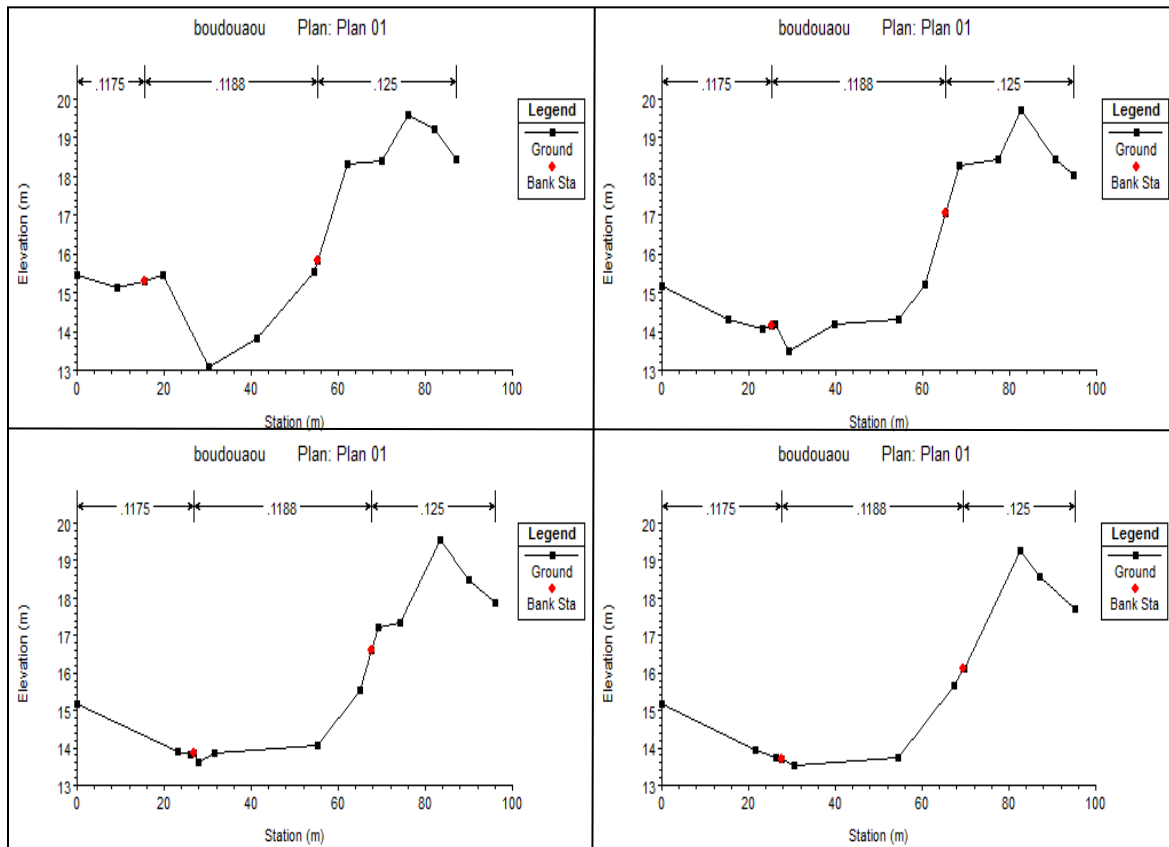 boudouaou Plan: Plan 01
.1175 .1188 .125
Legend
Ground
Bank Sta
Elevation (m)
20
19
18
17
16
15
14
13
0 20 40 60 80 100
Station (m)
boudouaou Plan: Plan 01
.1175 .1188 .125
Legend
Ground
Bank Sta
Elevation (m)
20
19
18
17
16
15
14
13
0 20 40 60 80 100
Station (m)
boudouaou Plan: Plan 01
.1175 .1188 .125
Legend
Ground
Bank Sta
Elevation (m)
20
19
18
17
16
15
14
13
0 20 40 60 80 100
Station (m)
boudouaou Plan: Plan 01
.1175 .1188 .125
Legend
Ground
Bank Sta
Elevation (m)
20
19
18
17
16
15
14
13
0 20 40 60 80 100
Station (m)